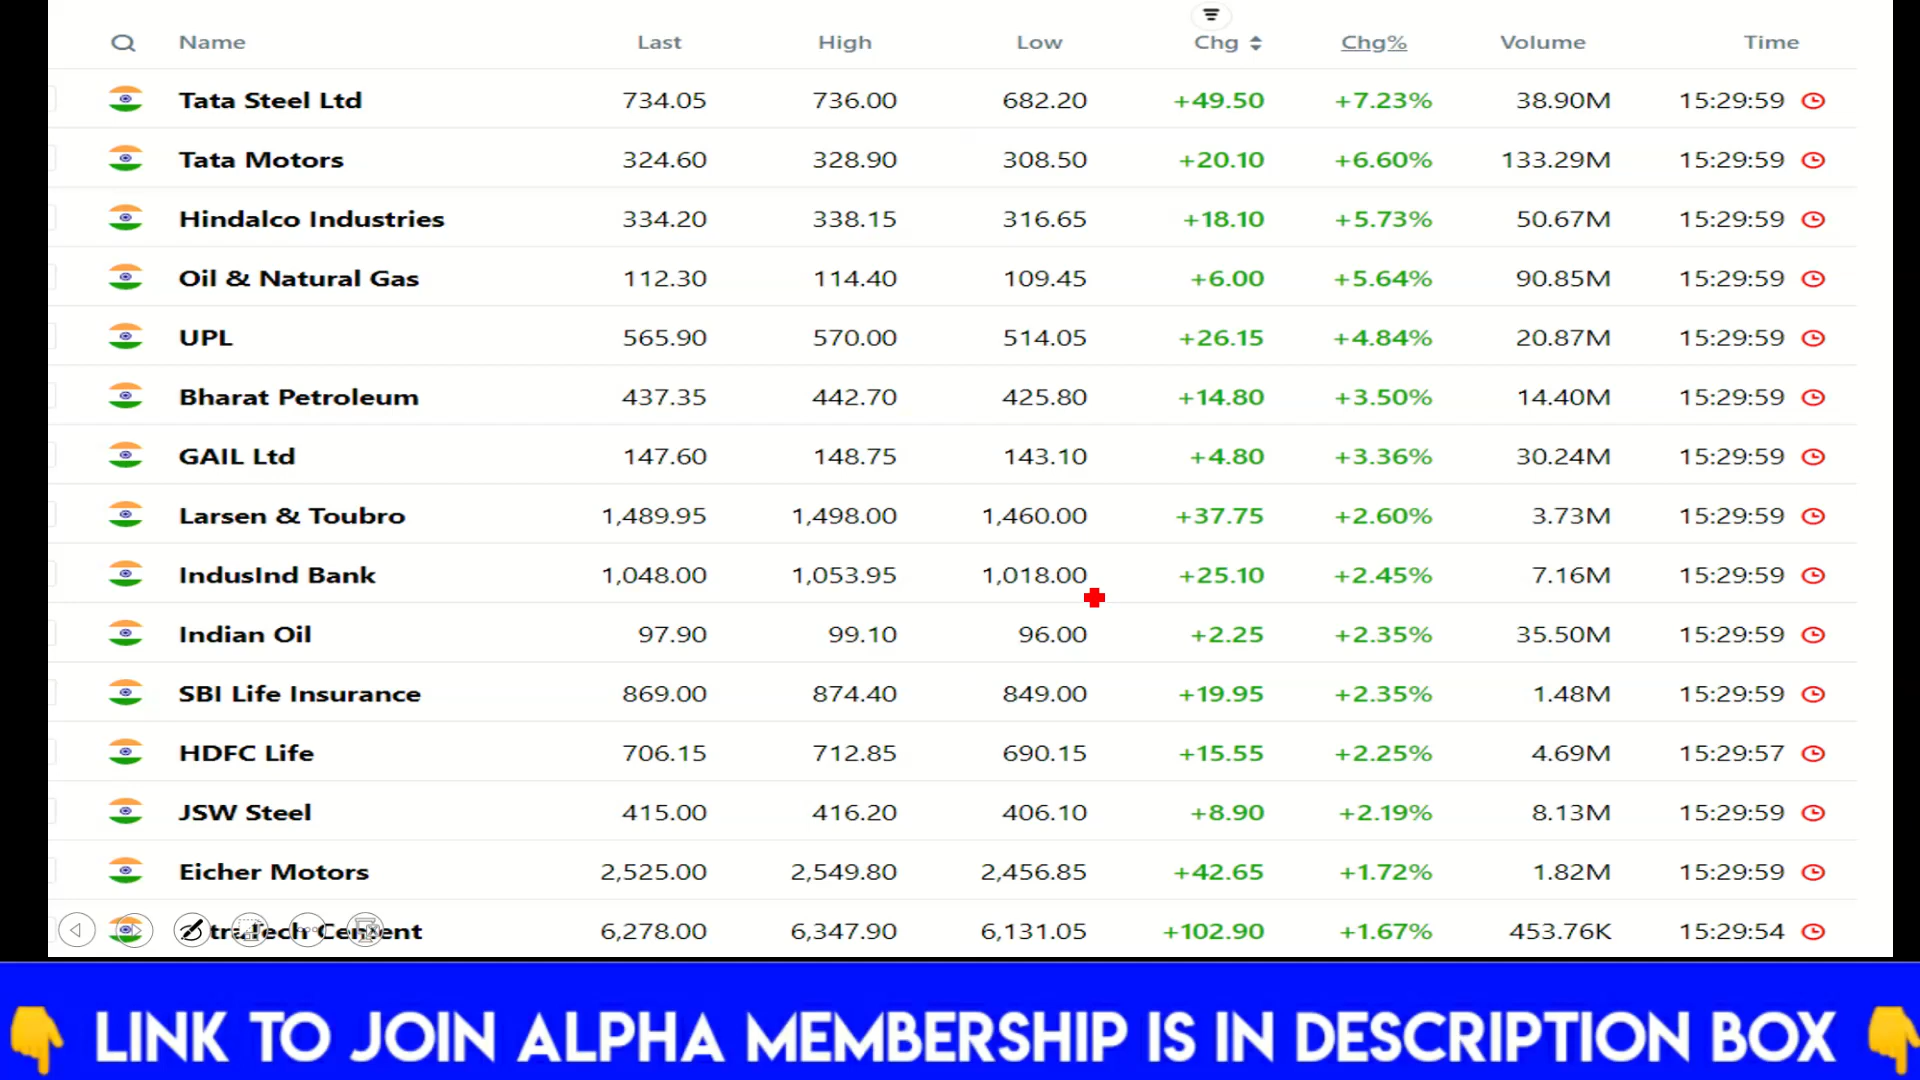 Name Last High Low Chg Chg% Volume Time
Tata Steel Ltd 734.05 736.00 682.20 +49.50 +7.23% 38.90M 15:29:59
Tata Motors 324.60 328.90 308.50 +20.10 +6.60% 133.29M 15:29:59
Hindalco Industries 334.20 338.15 316.65 +18.10 +5.73% 50.67M 15:29:59
Oil & Natural Gas 112.30 114.40 109.45 +6.00 +5.64% 90.85M 15:29:59
UPL 565.90 570.00 514.05 +26.15 +4.84% 20.87M 15:29:59
Bharat Petroleum 437.35 442.70 425.80 +14.80 +3.50% 14.40M 15:29:59
GAIL Ltd 147.60 148.75 143.10 +4.80 +3.36% 30.24M 15:29:59
Larsen & Toubro 1,489.95 1,498.00 1,460.00 +37.75 +2.60% 3.73M 15:29:59
IndusInd Bank 1,048.00 1,053.95 1,018.00 +25.10 +2.45% 7.16M 15:29:59
Indian Oil 97.90 99.10 96.00 +2.25 +2.35% 35.50M 15:29:59
SBI Life Insurance 869.00 874.40 849.00 +19.95 +2.35% 1.48M 15:29:59
HDFC Life 706.15 712.85 690.15 +15.55 +2.25% 4.69M 15:29:57
JSW Steel 415.00 416.20 406.10 +8.90 +2.19% 8.13M 15:29:59
Eicher Motors 2,525.00 2,549.80 2,456.85 +42.65 +1.72% 1.82M 15:29:59
Cement 6,278.00 6,347.90 6,131.05 +102.90 +1.67% 453.76K 15:29:54
LINK TO JOIN ALPHA MEMBERSHIP IS IN DESCRIPTION BOX